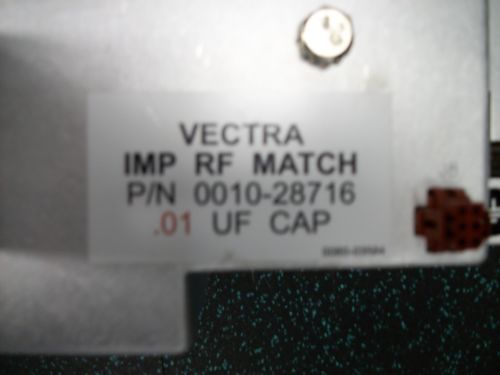 VECTRA
IMP RF MATCH
P/N 0010-28716
.01 UF CAP